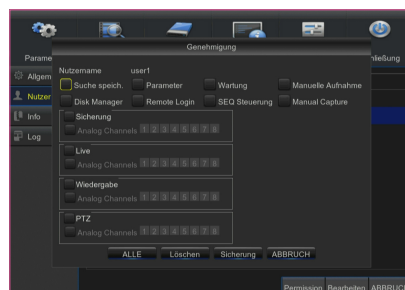 Genehmigung
Parame
hließung
Nutzername user1
Suche speich. Parameter Wartung Manuelle Aufnahme
Disk Manager Remote Login SEQ Steuerung Manual Capture
Allgem
Nutzer
Info
Log
Sicherung
Analog Channels 1 2 3 4 5 6 7 8
Live
Analog Channels 1 2 3 4 5 6 7 8
Wiedergabe
Analog Channels 1 2 3 4 5 6 7 8
PTZ
Analog Channels 1 2 3 4 5 6 7 8
ALLE Löschen Sicherung ABBRUCH
Permission Bearbeiten ABBRUC